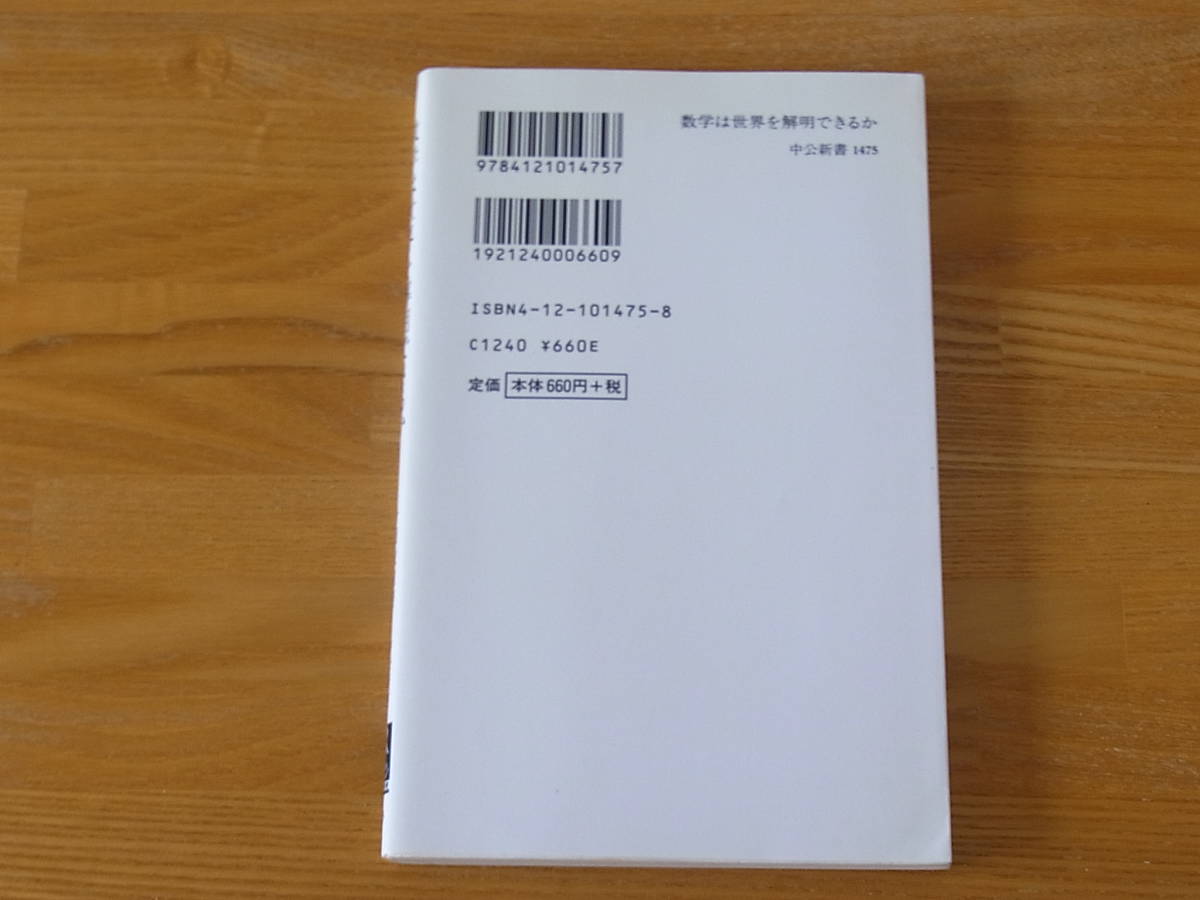 9784121014757
1921240006609
ISBN4-12-101475-8
C1240 ¥660E
定価 本体660円+税
数学は世界を解明できるか
中公新書 1475